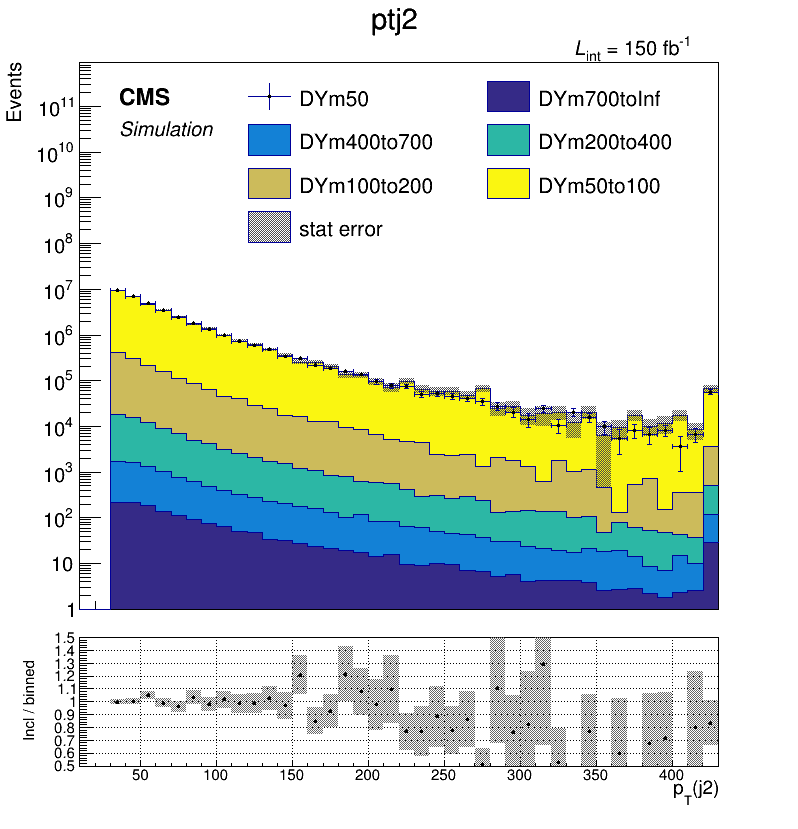 ptj2
L_int = 150 fb^-1
Events
CMS
Simulation
DYm50
DYm700toInf
DYm400to700
DYm200to400
DYm100to200
DYm50to100
stat error
10^11
10^10
10^9
10^8
10^7
10^6
10^5
10^4
10^3
10^2
10
1
Incl / binned
1.5
1.4
1.3
1.2
1.1
1
0.9
0.8
0.7
0.6
0.5
50 100 150 200 250 300 350 400
p_T(j2)